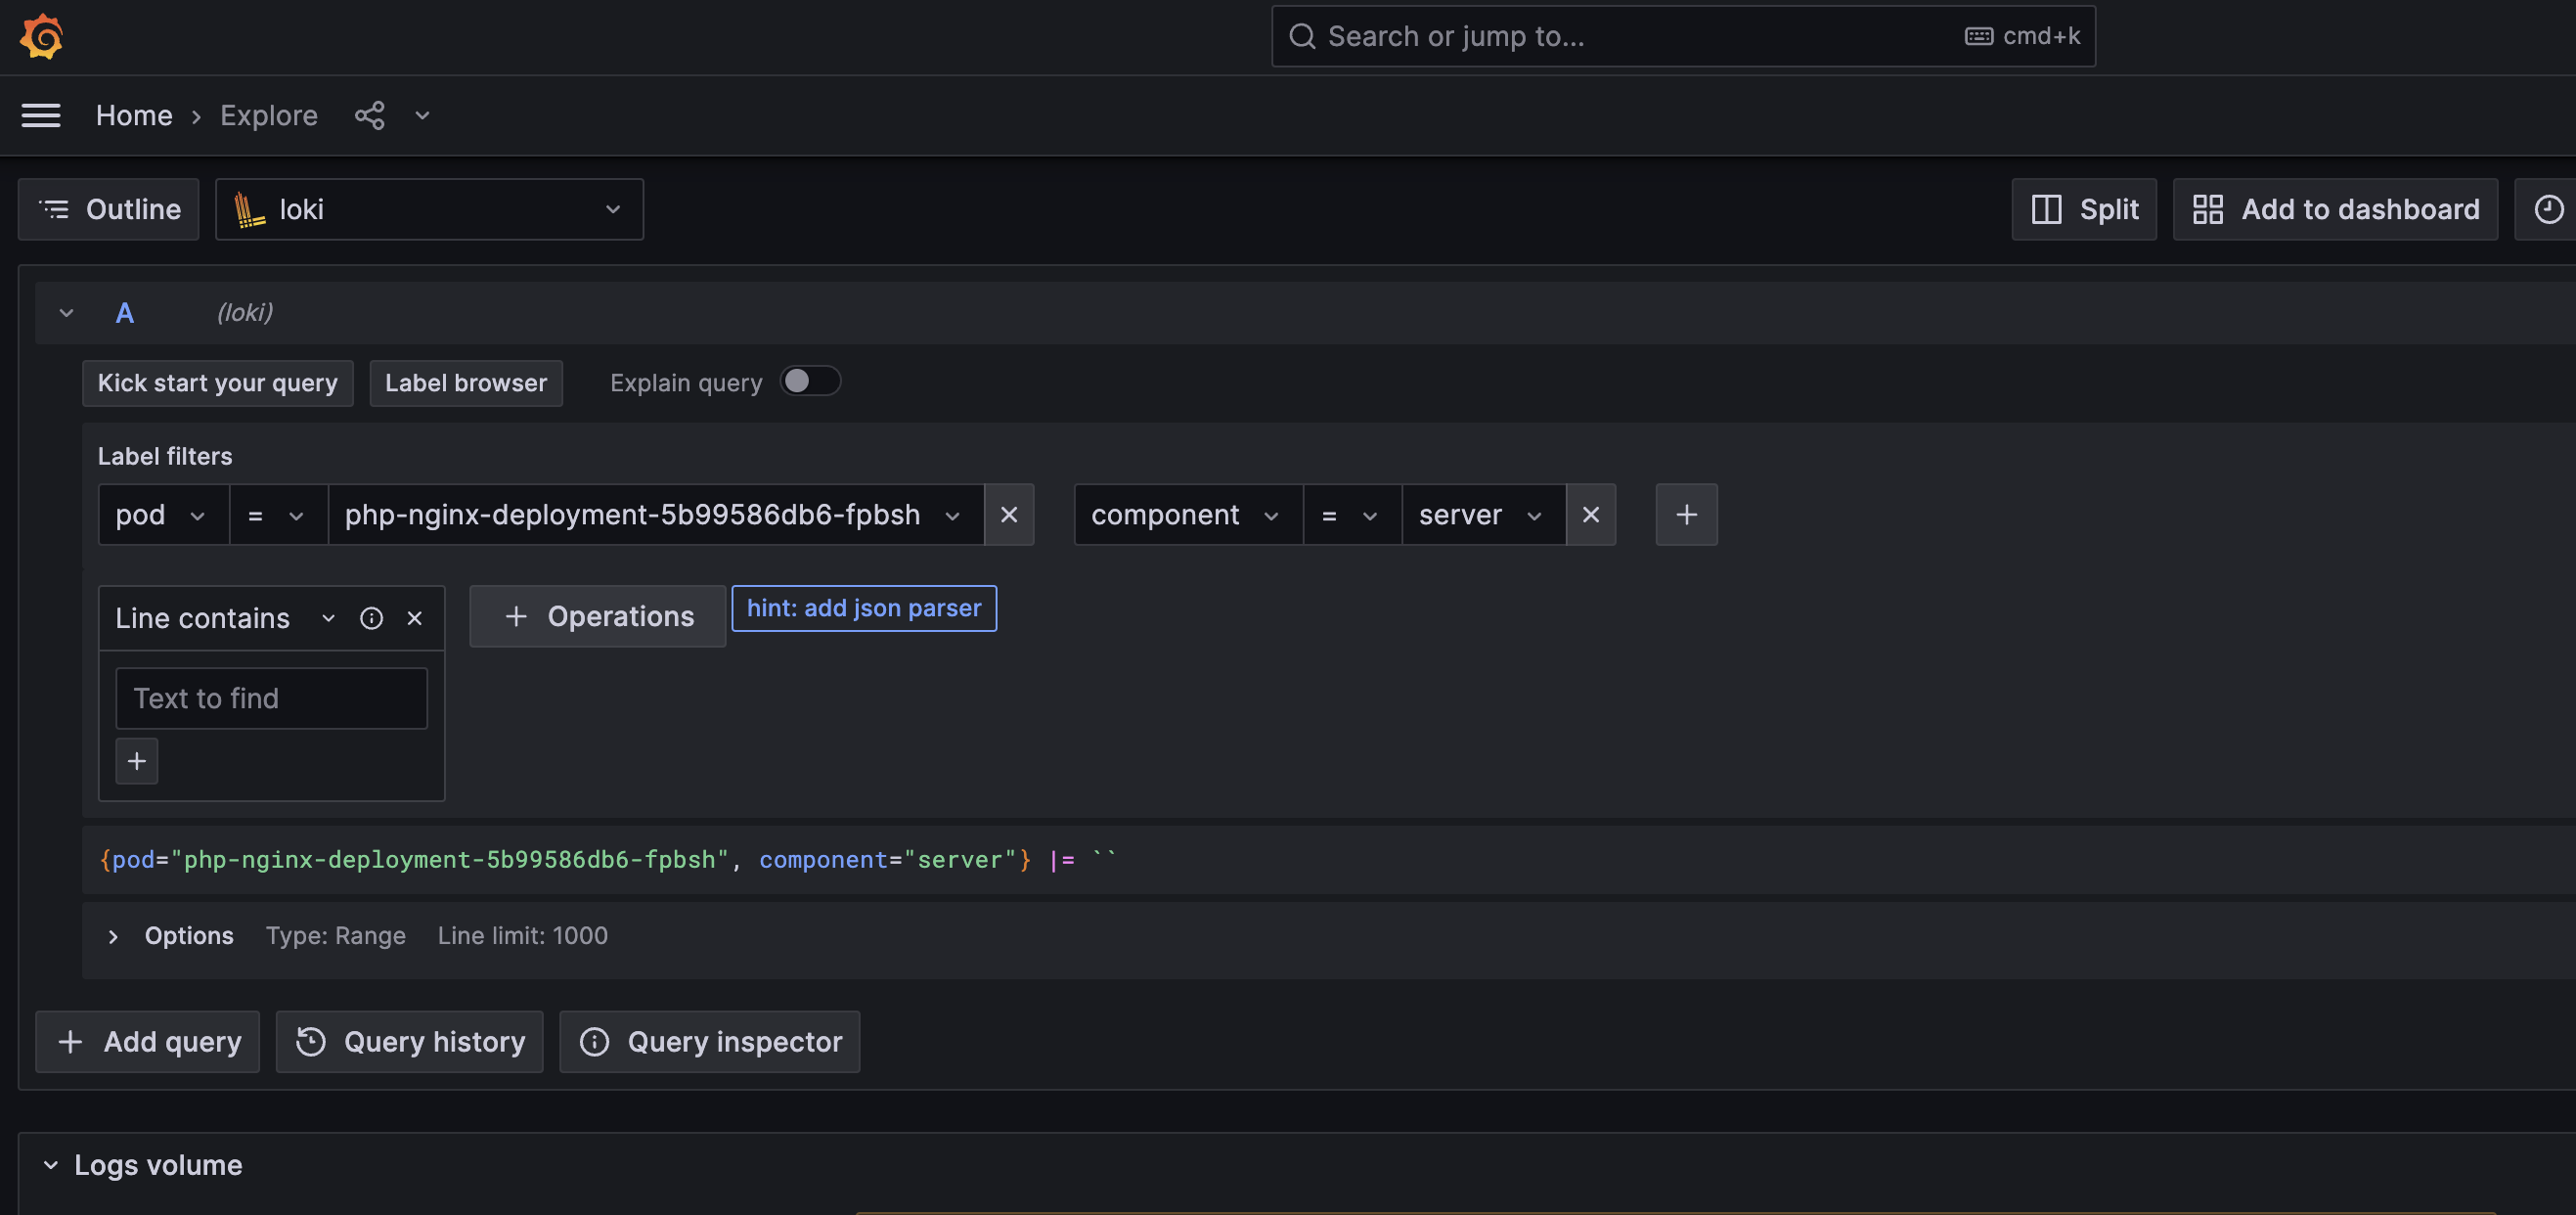 Search or jump to... cmd+k
Home › Explore
Outline loki Split Add to dashboard
A (loki)
Kick start your query Label browser Explain query
Label filters
pod = php-nginx-deployment-5b99586db6-fpbsh component = server
Line contains + Operations hint: add json parser
Text to find
+
{pod="php-nginx-deployment-5b99586db6-fpbsh", component="server"} |= ``
Options Type: Range Line limit: 1000
+ Add query Query history Query inspector
Logs volume